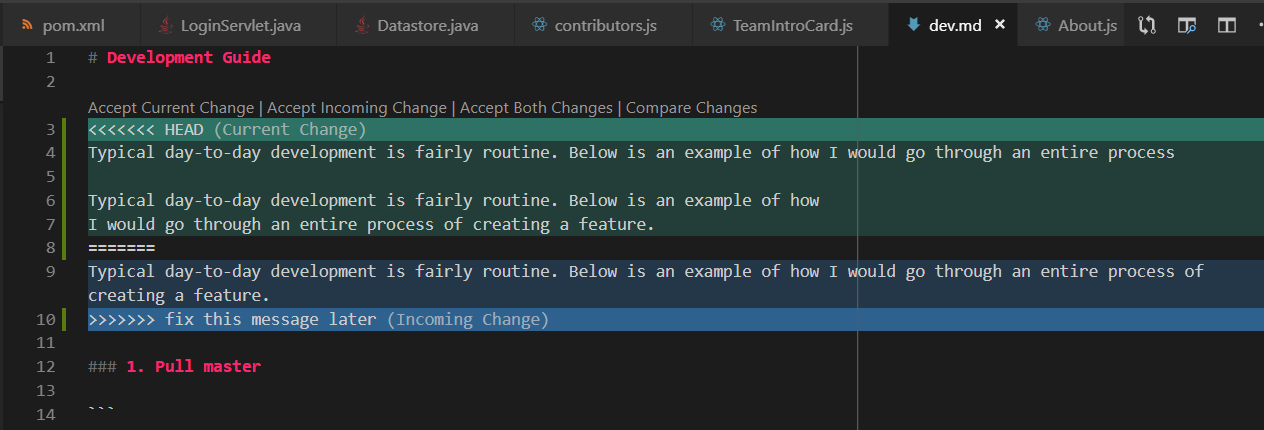 pom.xml LoginServlet.java Datastore.java contributors.js TeamIntroCard.js dev.md × About.js
1 # Development Guide
2
Accept Current Change | Accept Incoming Change | Accept Both Changes | Compare Changes
3 <<<<<<< HEAD (Current Change)
4 Typical day-to-day development is fairly routine. Below is an example of how I would go through an entire process
5
6 Typical day-to-day development is fairly routine. Below is an example of how
7 I would go through an entire process of creating a feature.
8 =======
9 Typical day-to-day development is fairly routine. Below is an example of how I would go through an entire process of
creating a feature.
10 >>>>>>> fix this message later (Incoming Change)
11
12 ### 1. Pull master
13
14 ```